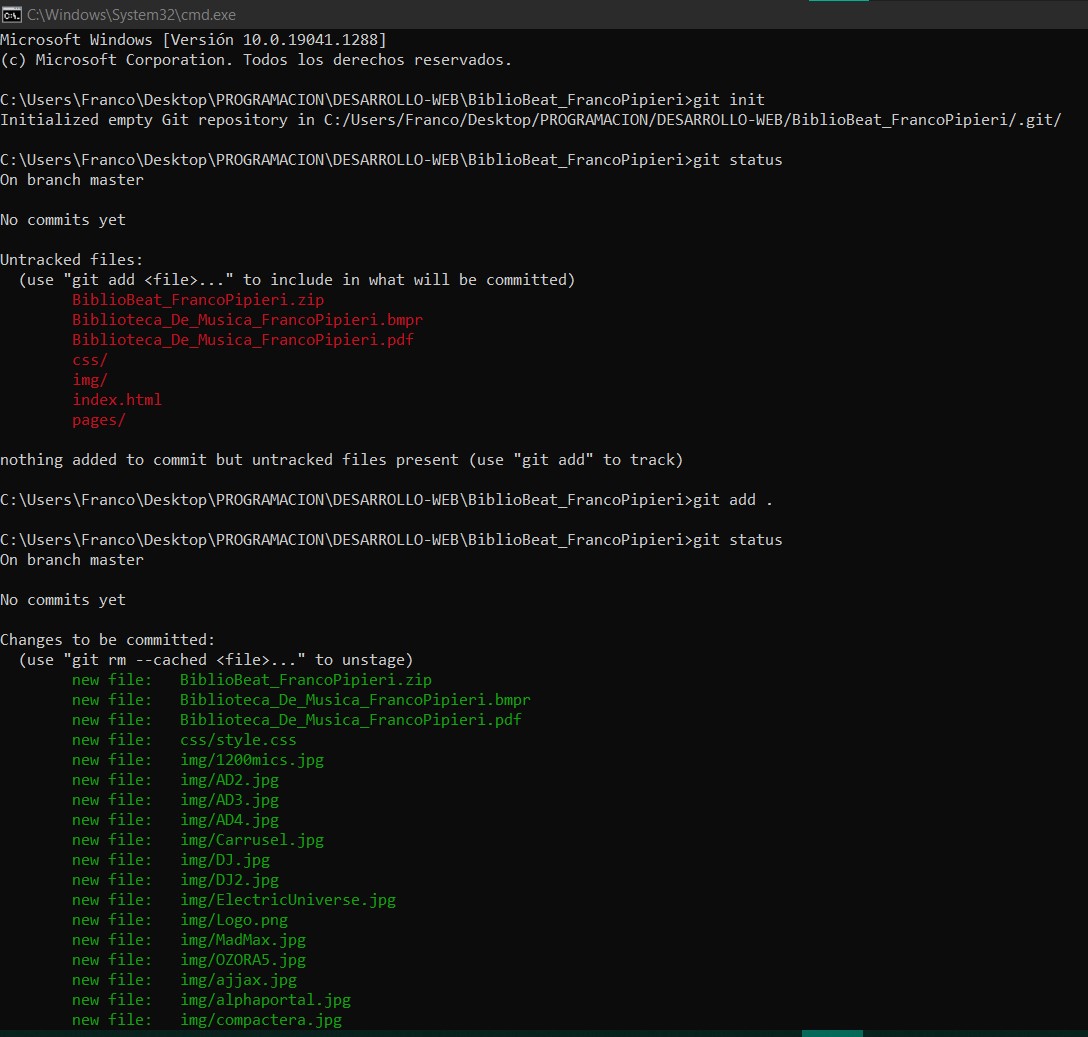 C:\Windows\System32\cmd.exe
Microsoft Windows [Versión 10.0.19041.1288]
(c) Microsoft Corporation. Todos los derechos reservados.
C:\Users\Franco\Desktop\PROGRAMACION\DESARROLLO-WEB\BiblioBeat_FrancoPipieri>git init
Initialized empty Git repository in C:/Users/Franco/Desktop/PROGRAMACION/DESARROLLO-WEB/BiblioBeat_FrancoPipieri/.git/
C:\Users\Franco\Desktop\PROGRAMACION\DESARROLLO-WEB\BiblioBeat_FrancoPipieri>git status
On branch master
No commits yet
Untracked files:
  (use "git add <file>..." to include in what will be committed)
        BiblioBeat_FrancoPipieri.zip
        Biblioteca_De_Musica_FrancoPipieri.bmpr
        Biblioteca_De_Musica_FrancoPipieri.pdf
        css/
        img/
        index.html
        pages/
nothing added to commit but untracked files present (use "git add" to track)
C:\Users\Franco\Desktop\PROGRAMACION\DESARROLLO-WEB\BiblioBeat_FrancoPipieri>git add .
C:\Users\Franco\Desktop\PROGRAMACION\DESARROLLO-WEB\BiblioBeat_FrancoPipieri>git status
On branch master
No commits yet
Changes to be committed:
  (use "git rm --cached <file>..." to unstage)
        new file:   BiblioBeat_FrancoPipieri.zip
        new file:   Biblioteca_De_Musica_FrancoPipieri.bmpr
        new file:   Biblioteca_De_Musica_FrancoPipieri.pdf
        new file:   css/style.css
        new file:   img/1200mics.jpg
        new file:   img/AD2.jpg
        new file:   img/AD3.jpg
        new file:   img/AD4.jpg
        new file:   img/Carrusel.jpg
        new file:   img/DJ.jpg
        new file:   img/DJ2.jpg
        new file:   img/ElectricUniverse.jpg
        new file:   img/Logo.png
        new file:   img/MadMax.jpg
        new file:   img/OZORA5.jpg
        new file:   img/ajjax.jpg
        new file:   img/alphaportal.jpg
        new file:   img/compactera.jpg